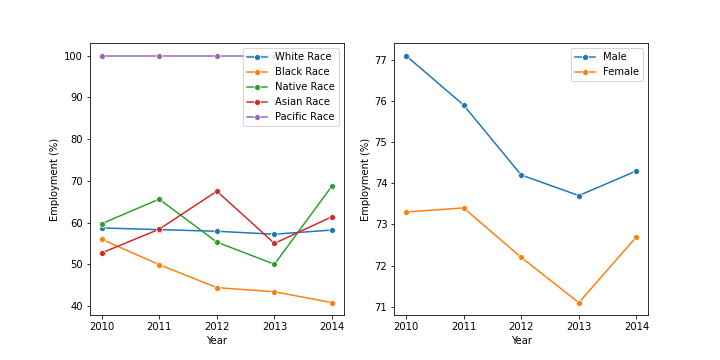 100
90
80
70
60
50
40
Employment (%)
2010 2011 2012 2013 2014
Year
White Race
Black Race
Native Race
Asian Race
Pacific Race
77
76
75
74
73
72
71
Employment (%)
2010 2011 2012 2013 2014
Year
Male
Female